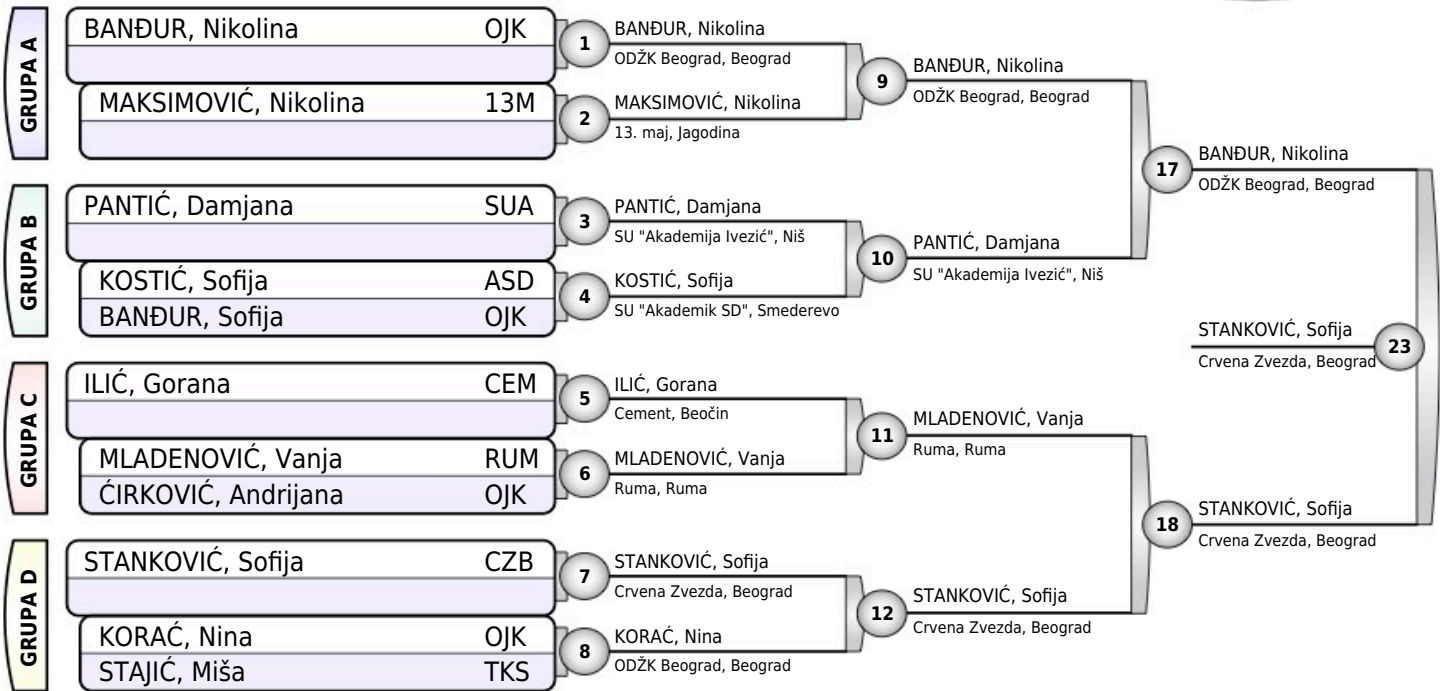 GRUPA A
BANĐUR, Nikolina OJK
MAKSIMOVIĆ, Nikolina 13M
GRUPA B
PANTIĆ, Damjana SUA
KOSTIĆ, Sofija ASD
BANĐUR, Sofija OJK
GRUPA C
ILIĆ, Gorana CEM
MLADENOVIĆ, Vanja RUM
ĆIRKOVIĆ, Andrijana OJK
GRUPA D
STANKOVIĆ, Sofija CZB
KORAĆ, Nina OJK
STAJIĆ, Miša TKS
1
BANĐUR, Nikolina
ODŽK Beograd, Beograd
2
MAKSIMOVIĆ, Nikolina
13. maj, Jagodina
3
PANTIĆ, Damjana
SU "Akademija Ivezić", Niš
4
KOSTIĆ, Sofija
SU "Akademik SD", Smederevo
5
ILIĆ, Gorana
Cement, Beočin
6
MLADENOVIĆ, Vanja
Ruma, Ruma
7
STANKOVIĆ, Sofija
Crvena Zvezda, Beograd
8
KORAĆ, Nina
ODŽK Beograd, Beograd
9
BANĐUR, Nikolina
ODŽK Beograd, Beograd
10
PANTIĆ, Damjana
SU "Akademija Ivezić", Niš
11
MLADENOVIĆ, Vanja
Ruma, Ruma
12
STANKOVIĆ, Sofija
Crvena Zvezda, Beograd
17
BANĐUR, Nikolina
ODŽK Beograd, Beograd
18
STANKOVIĆ, Sofija
Crvena Zvezda, Beograd
STANKOVIĆ, Sofija
Crvena Zvezda, Beograd
23